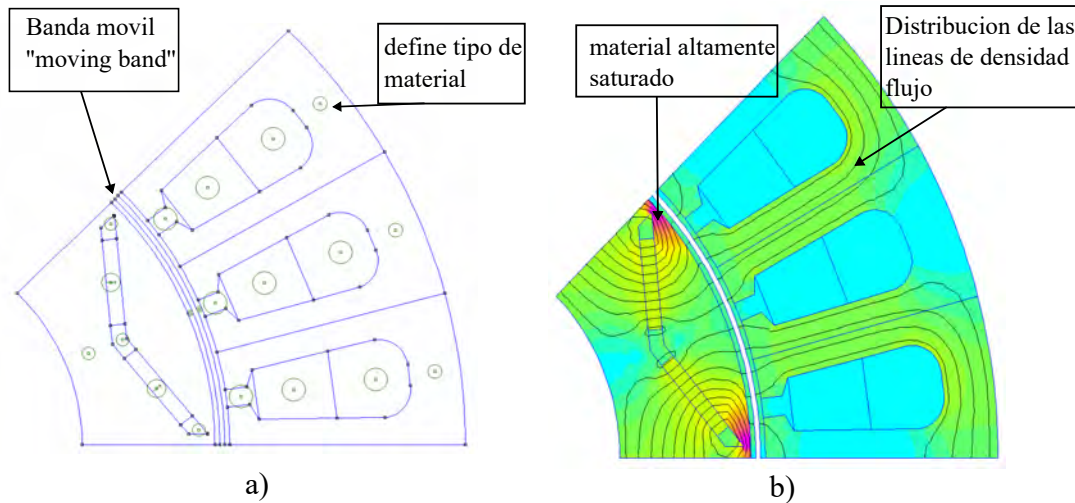 Banda movil
"moving band"
define tipo de
material
material altamente
saturado
Distribucion de las
lineas de densidad
flujo
a)
b)